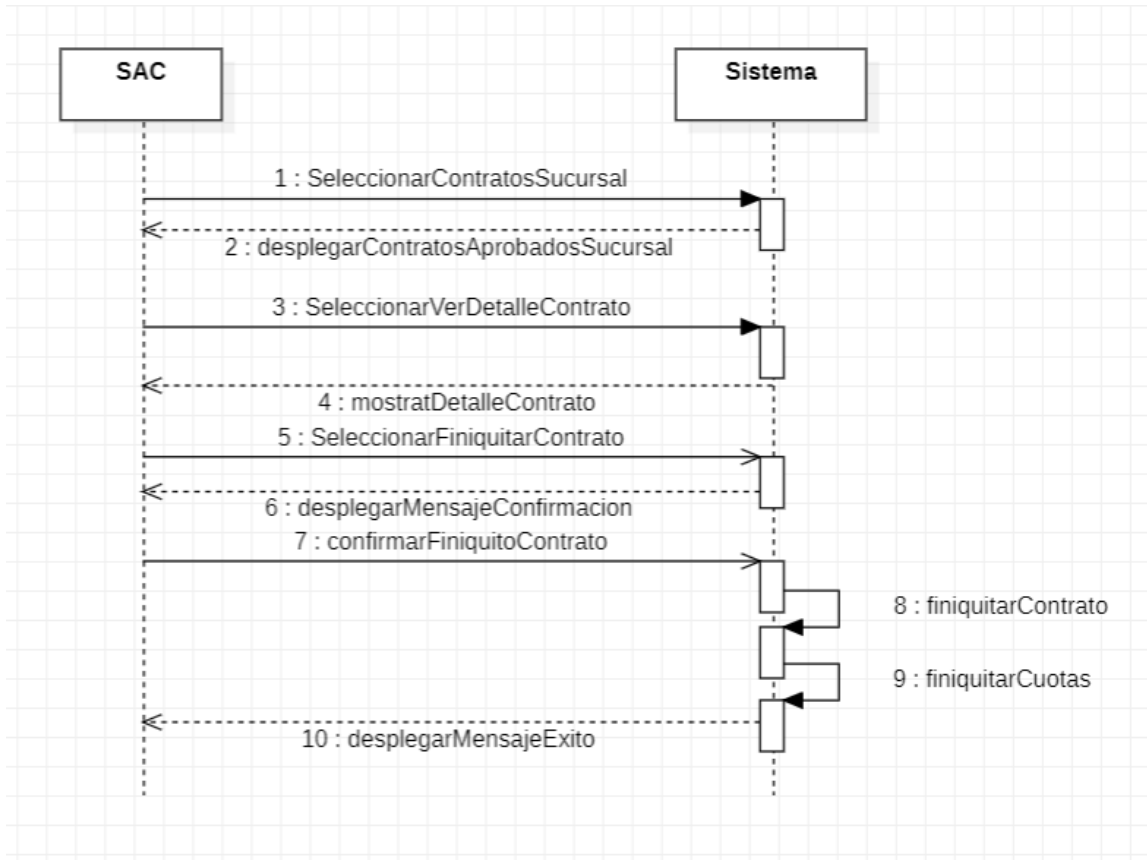 SAC
Sistema
1 : SeleccionarContratosSucursal
2 : desplegarContratosAprobadosSucursal
3 : SeleccionarVerDetalleContrato
4 : mostratDetalleContrato
5 : SeleccionarFiniquitarContrato
6 : desplegarMensajeConfirmacion
7 : confirmarFiniquitoContrato
8 : finiquitarContrato
9 : finiquitarCuotas
10 : desplegarMensajeExito